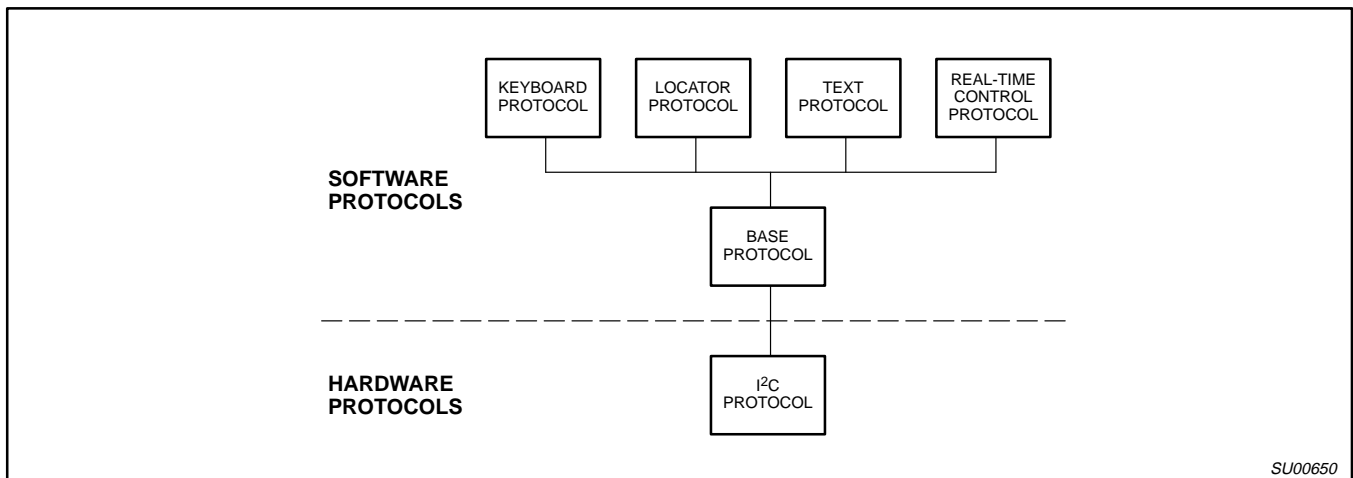 KEYBOARD
PROTOCOL
LOCATOR
PROTOCOL
TEXT
PROTOCOL
REAL-TIME
CONTROL
PROTOCOL
SOFTWARE
PROTOCOLS
BASE
PROTOCOL
HARDWARE
PROTOCOLS
I²C
PROTOCOL
SU00650